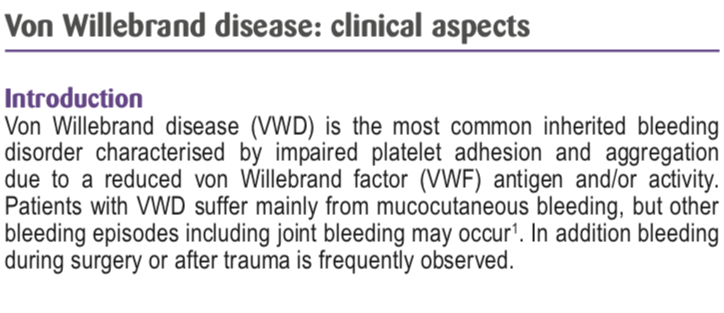 Von Willebrand disease: clinical aspects
Introduction
Von Willebrand disease (VWD) is the most common inherited bleeding
disorder characterised by impaired platelet adhesion and aggregation
due to a reduced von Willebrand factor (VWF) antigen and/or activity.
Patients with VWD suffer mainly from mucocutaneous bleeding, but other
bleeding episodes including joint bleeding may occur¹. In addition bleeding
during surgery or after trauma is frequently observed.